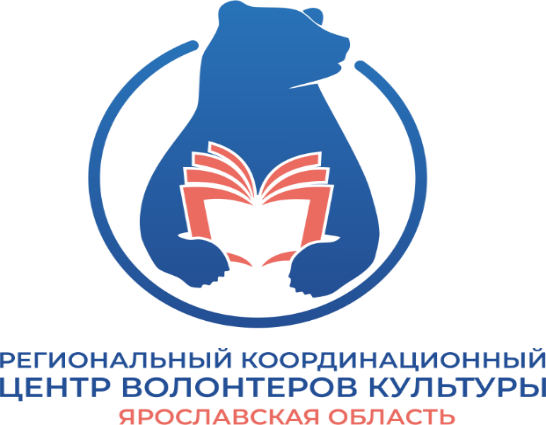 РЕГИОНАЛЬНЫЙ КООРДИНАЦИОННЫЙ
ЦЕНТР ВОЛОНТЕРОВ КУЛЬТУРЫ
ЯРОСЛАВСКАЯ ОБЛАСТЬ